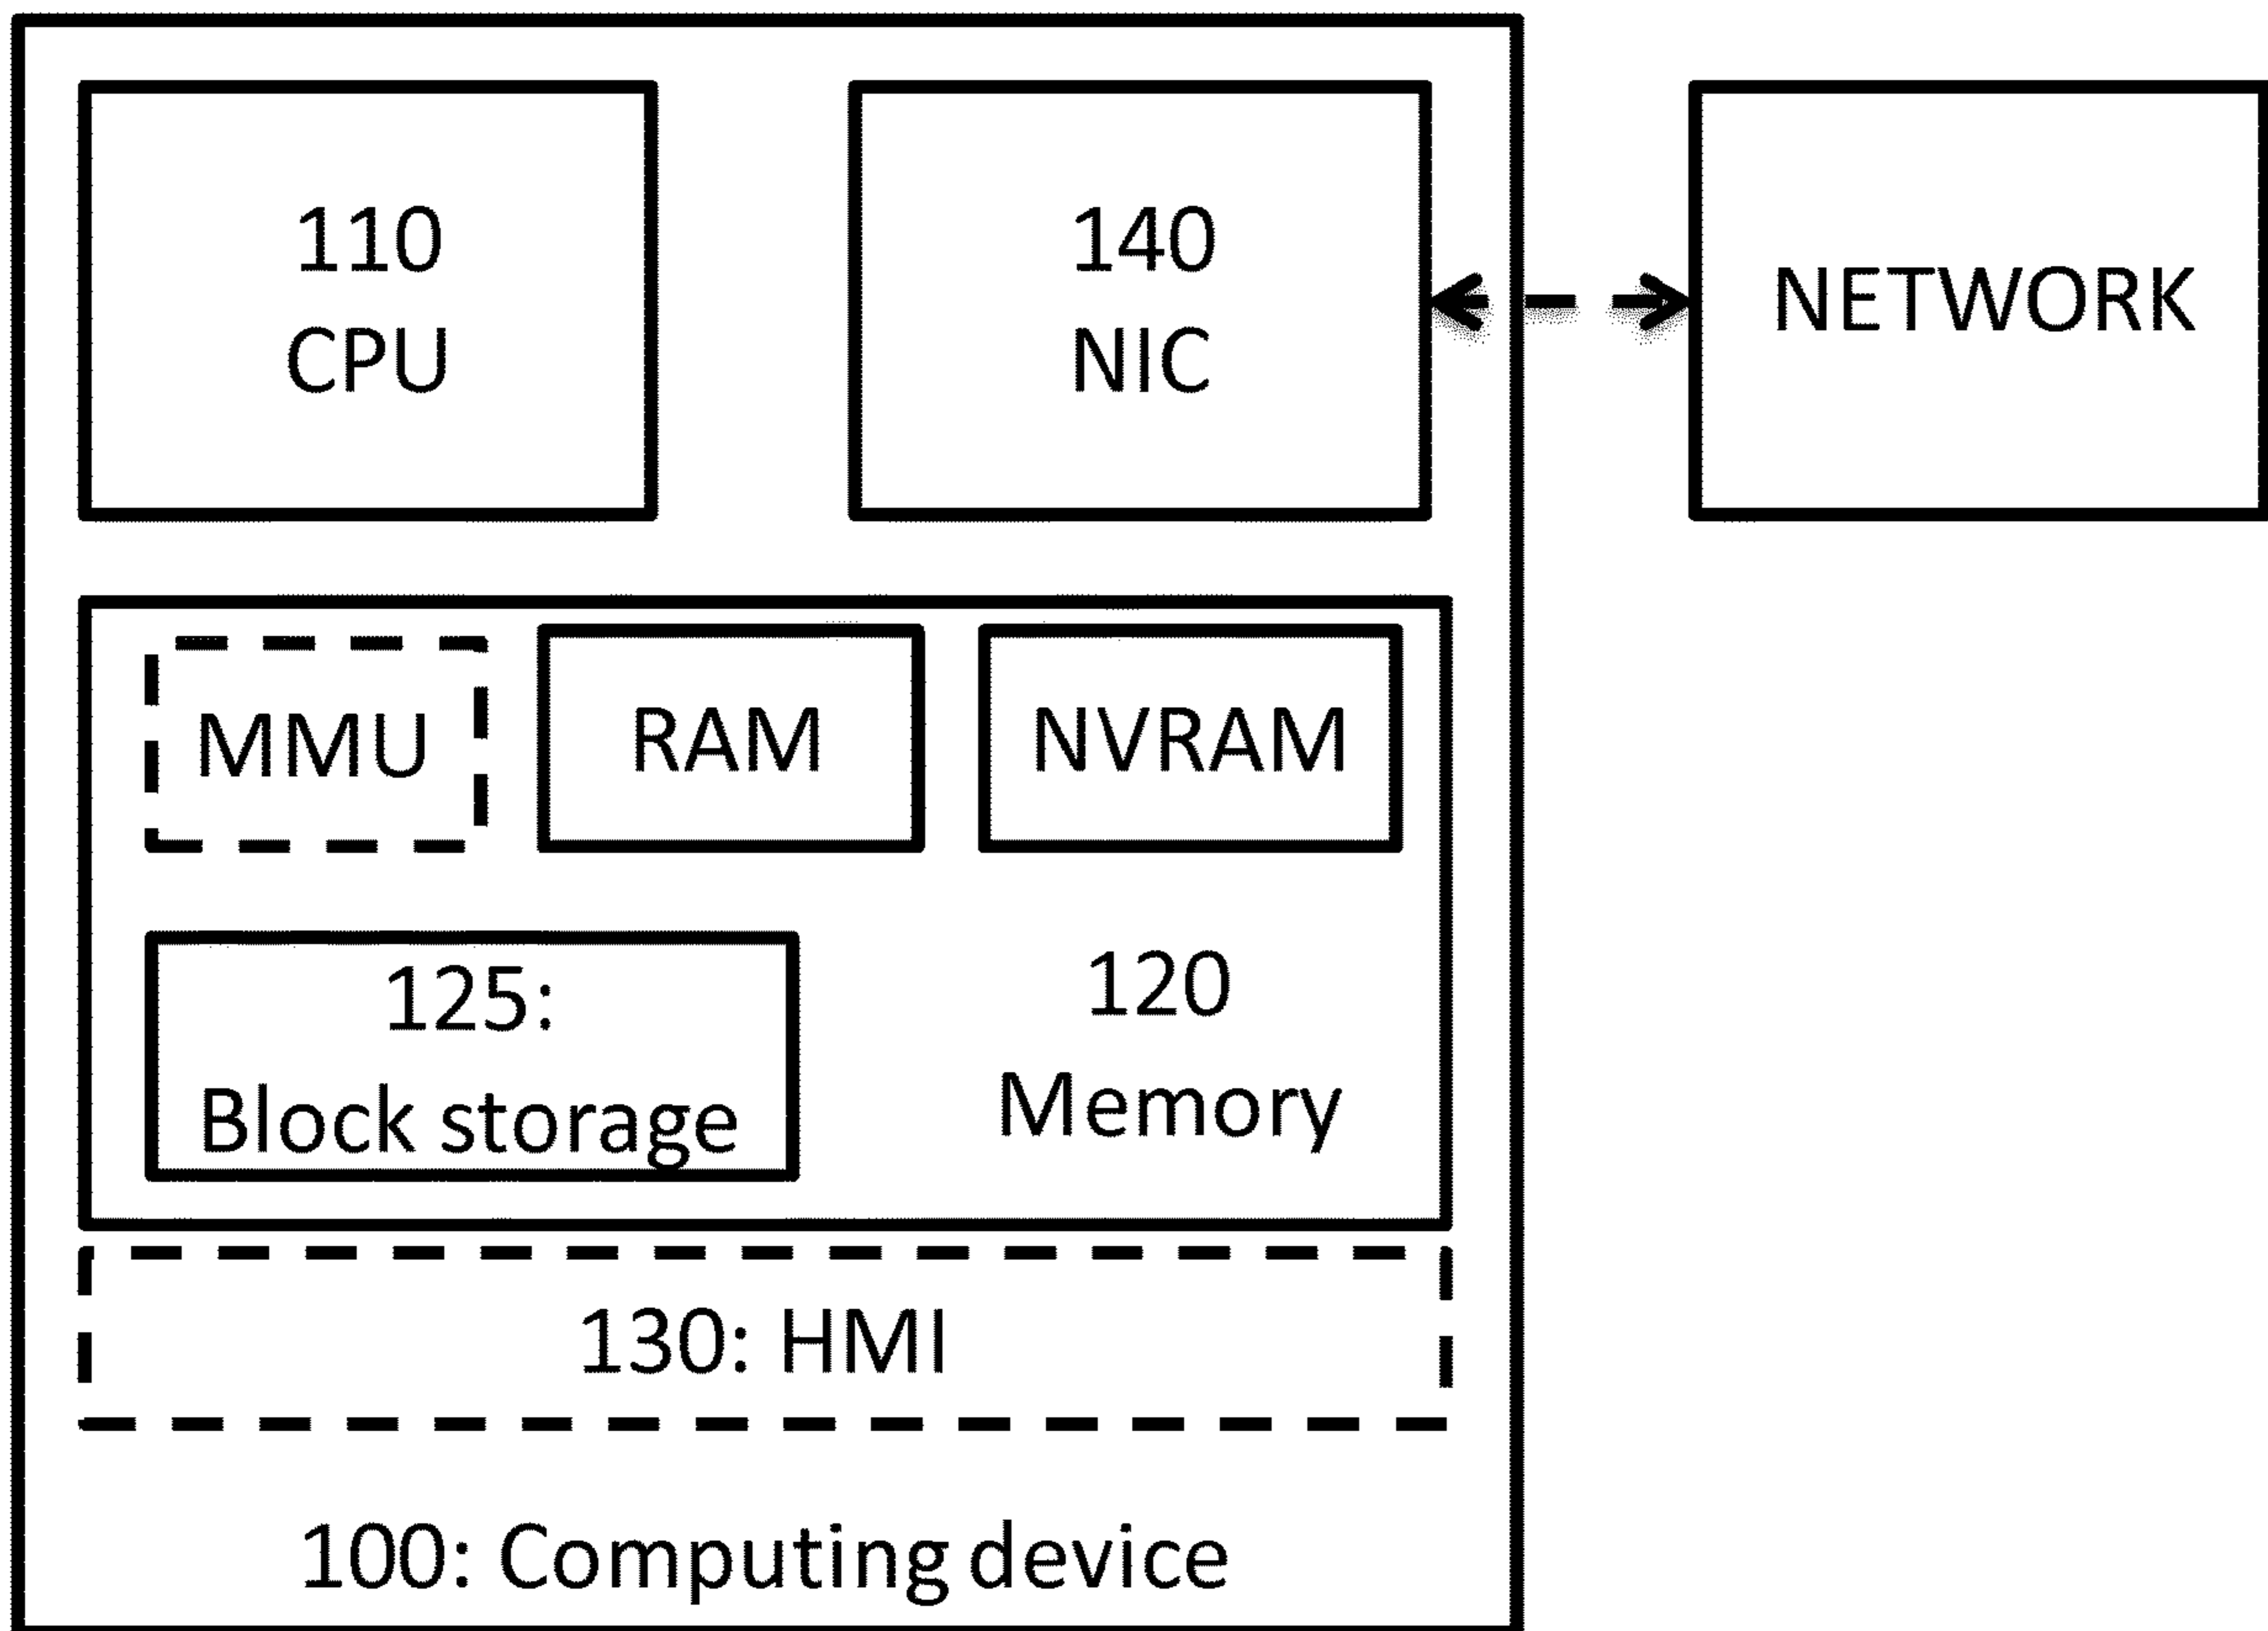 110
CPU
140
NIC
NETWORK
MMU
RAM
NVRAM
125:
Block storage
120
Memory
130: HMI
100: Computing device